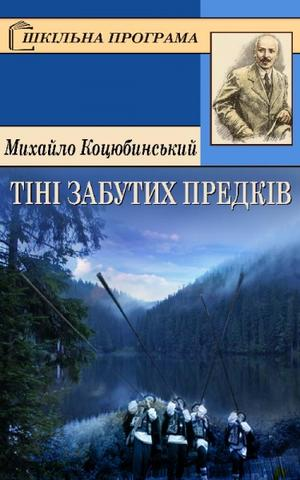 ШКІЛЬНА ПРОГРАМА
Михайло Коцюбинський
ТІНІ ЗАБУТИХ ПРЕДКІВ